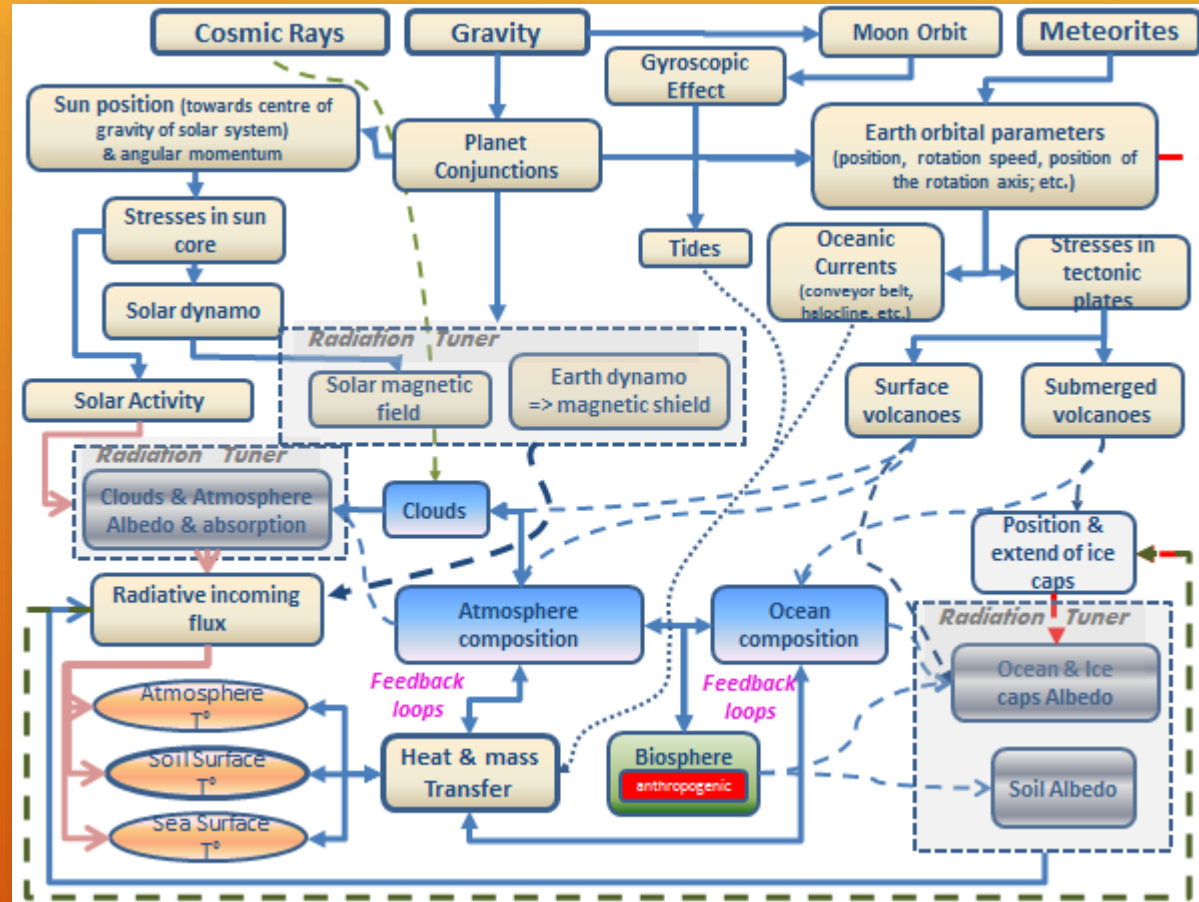 Cosmic Rays
Gravity
Moon Orbit
Meteorites
Gyroscopic
Effect
Sun position (towards centre of
gravity of solar system)
& angular momentum
Planet
Conjunctions
Earth orbital parameters
(position, rotation speed, position of
the rotation axis; etc.)
Stresses in sun
core
Tides
Oceanic
Currents
(conveyor belt,
halocline, etc.)
Stresses in
tectonic
plates
Solar dynamo
Radiation Tuner
Solar magnetic
field
Earth dynamo
=> magnetic shield
Solar Activity
Surface
volcanoes
Submerged
volcanoes
Radiation Tuner
Clouds & Atmosphere
Albedo & absorption
Clouds
Position &
extend of ice
caps
Radiative incoming
flux
Atmosphere
composition
Ocean
composition
Radiation Tuner
Ocean & Ice
caps Albedo
Feedback
loops
Feedback
loops
Atmosphere
T°
Soil Surface
T°
Sea Surface
T°
Heat & mass
Transfer
Biosphere
anthropogenic
Soil Albedo